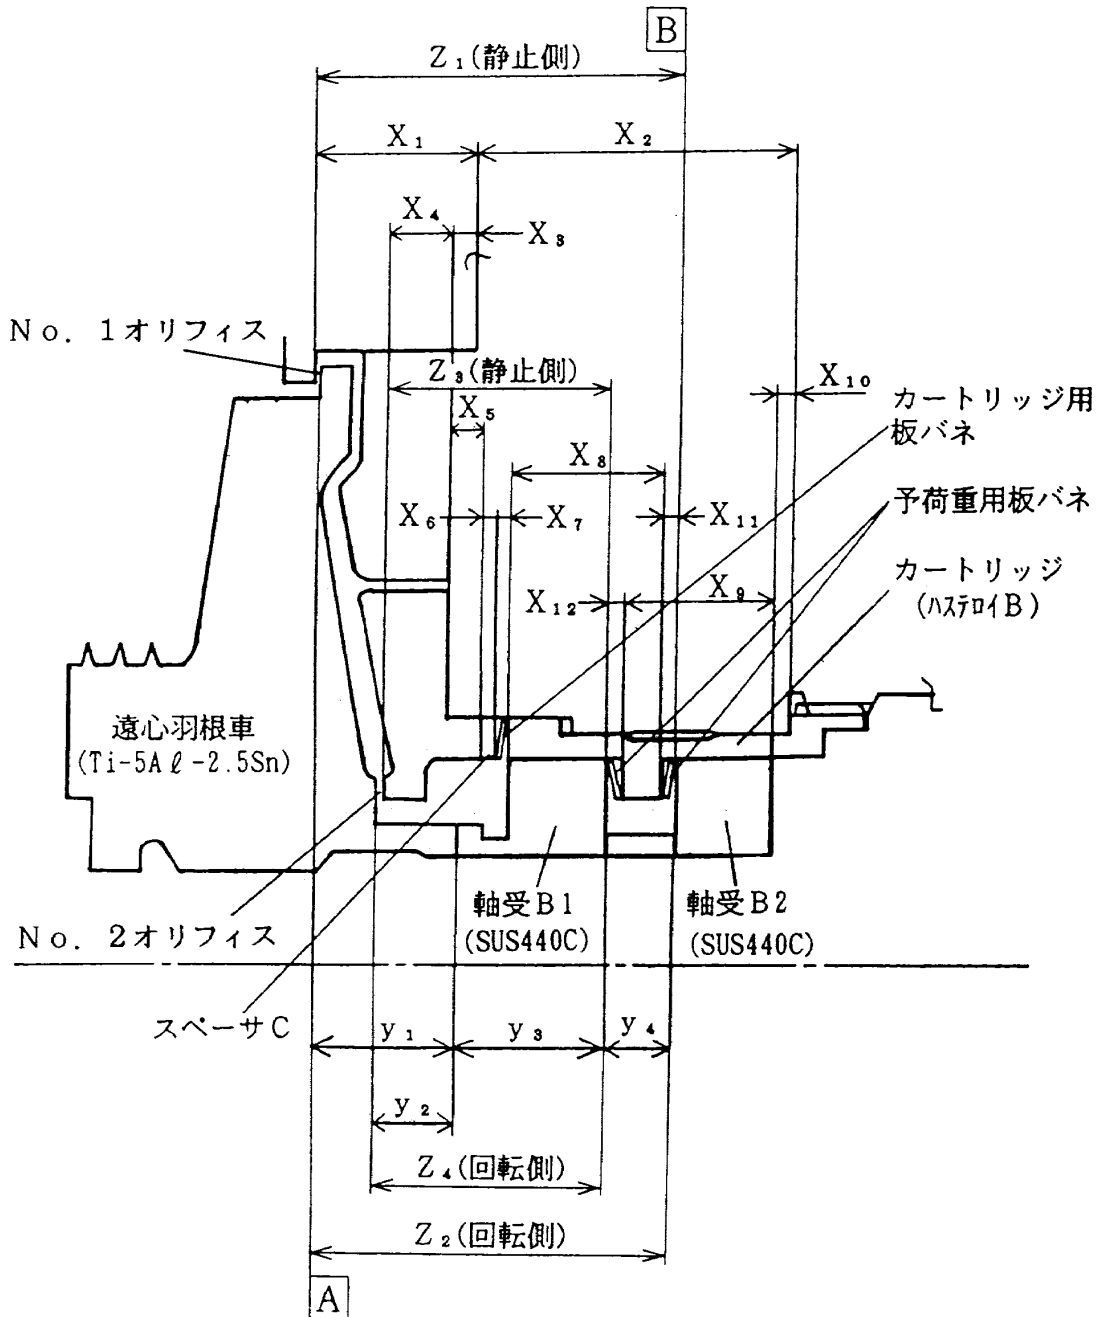 B
Z₁(静止側)
X₁
X₂
X₄
X₃
No. 1オリフィス
Z₃(静止側)
X₁₀
カートリッジ用
板バネ
X₅
X₈
X₆
X₇
X₁₁
予荷重用板バネ
X₁₂
X₉
カートリッジ
(ハステロイB)
遠心羽根車
(Ti-5Aℓ-2.5Sn)
軸受B1
(SUS440C)
軸受B2
(SUS440C)
No. 2オリフィス
スペーサC
y₁
y₃
y₄
y₂
Z₄(回転側)
Z₂(回転側)
A